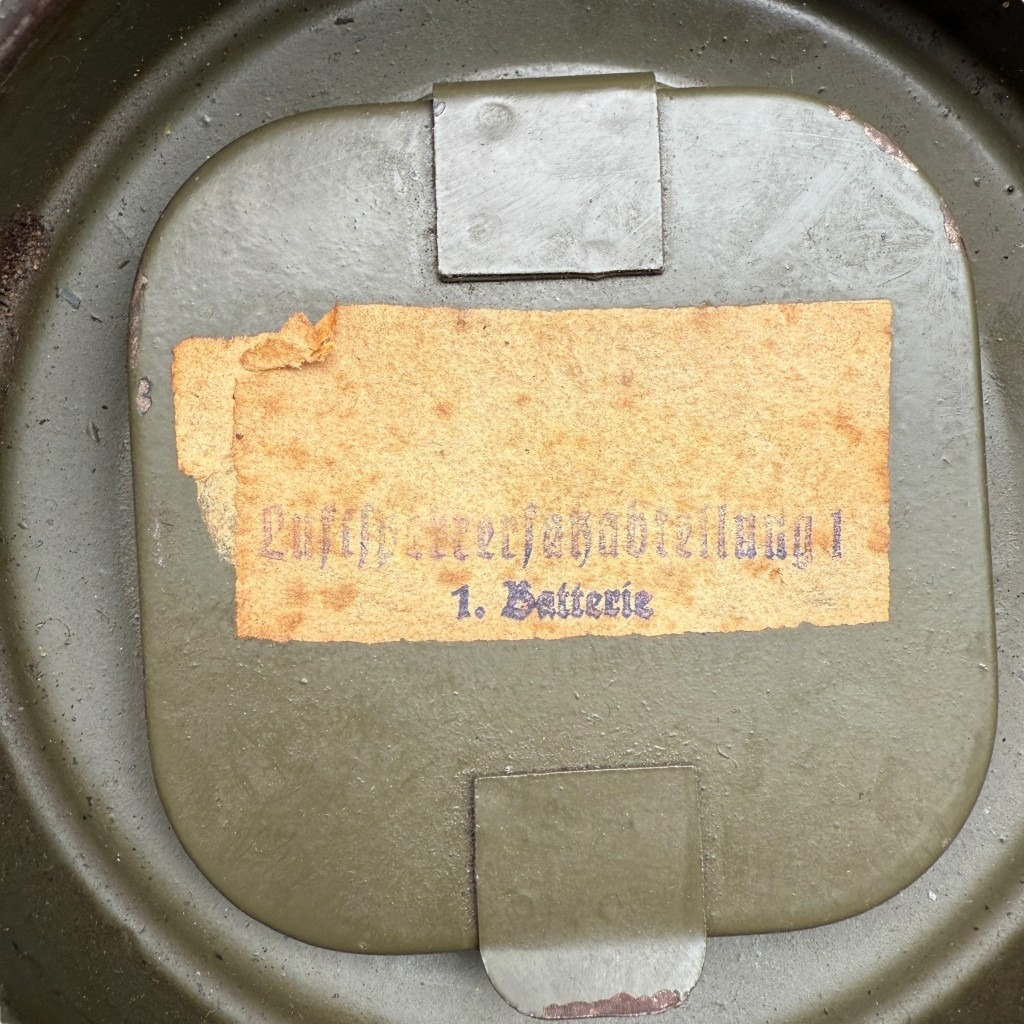 Luftsperrersatzabteilung 1
1. Batterie